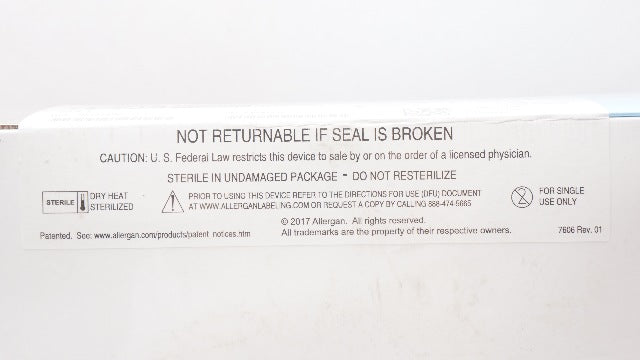 NOT RETURNABLE IF SEAL IS BROKEN
CAUTION: U. S. Federal Law restricts this device to sale by or on the order of a licensed physician.
STERILE IN UNDAMAGED PACKAGE - DO NOT RESTERILIZE
STERILE
DRY HEAT
STERILIZED
PRIOR TO USING THIS DEVICE REFER TO THE DIRECTIONS FOR USE (DFU) DOCUMENT
AT WWW.ALLERGANLABELING.COM OR REQUEST A COPY BY CALLING 888-474-5665
2
FOR SINGLE
USE ONLY
© 2017 Allergan. All rights reserved.
Patented. See: www.allergan.com/products/patent_notices.htm
All trademarks are the property of their respective owners.
7606 Rev. 01